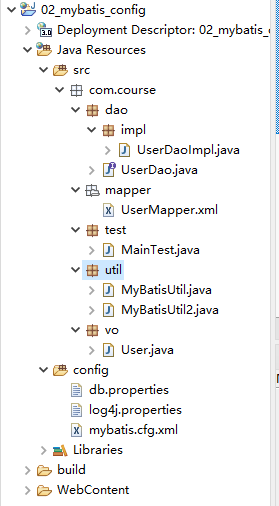 02_mybatis_config
Deployment Descriptor: 02_mybatis_
Java Resources
src
com.course
dao
impl
UserDaoImpl.java
UserDao.java
mapper
UserMapper.xml
test
MainTest.java
util
MyBatisUtil.java
MyBatisUtil2.java
vo
User.java
config
db.properties
log4j.properties
mybatis.cfg.xml
Libraries
build
WebContent